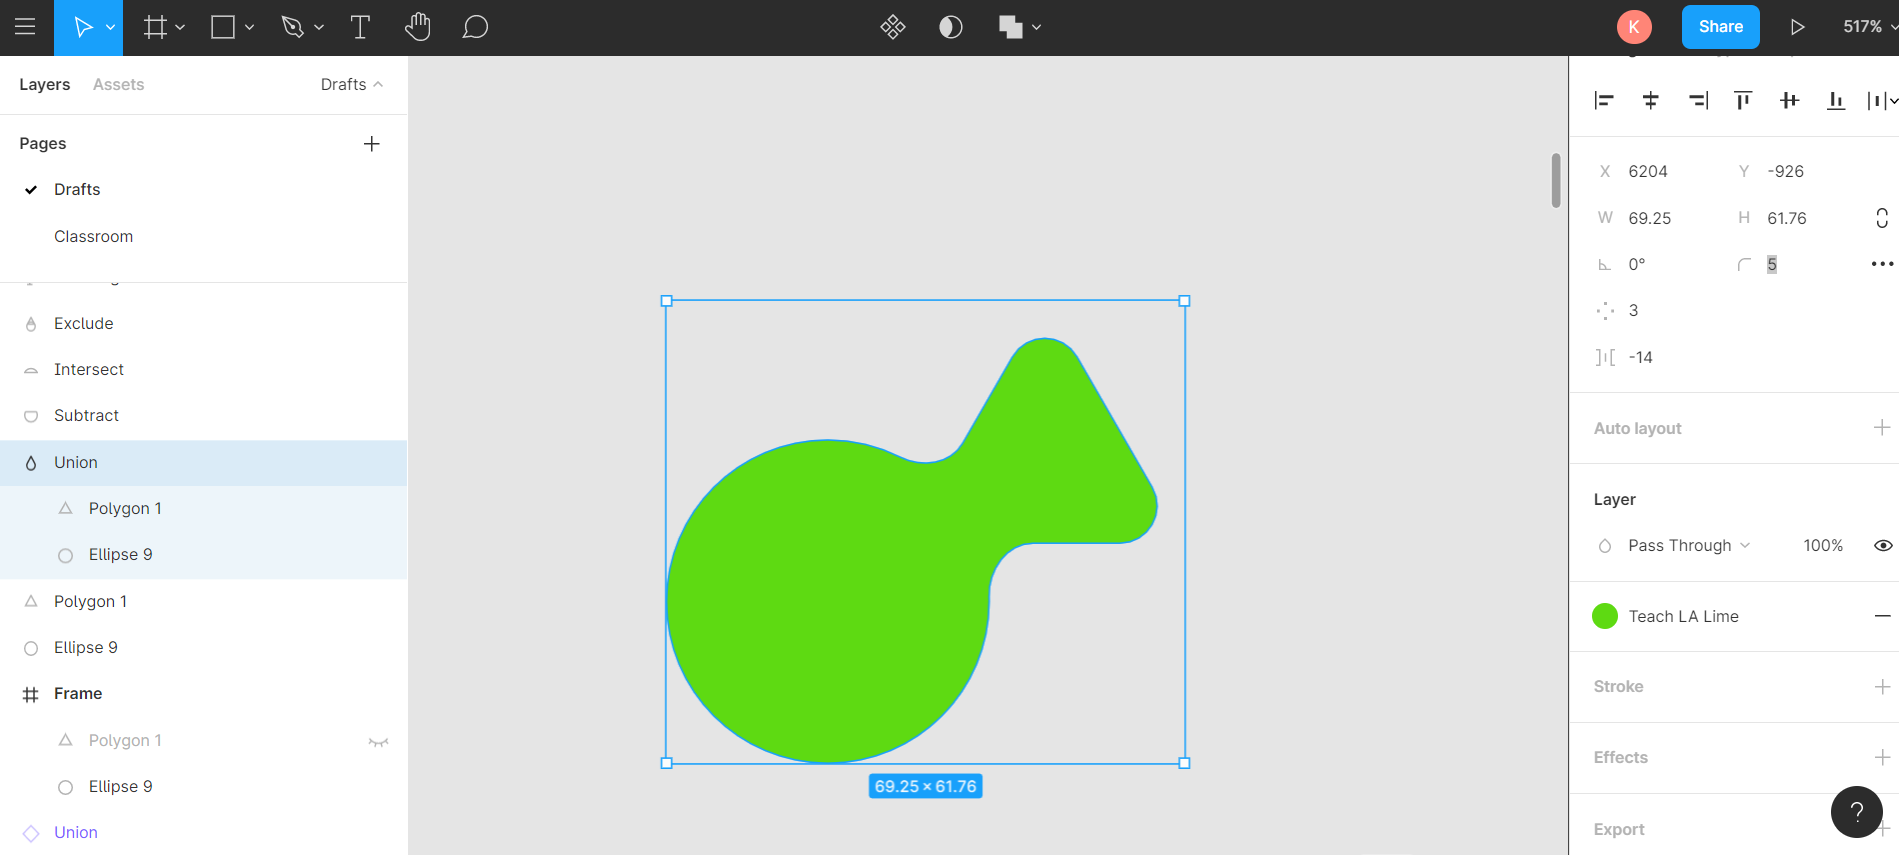 K
Share
517%
Layers
Assets
Drafts
Pages
Drafts
Classroom
Exclude
Intersect
Subtract
Union
Polygon 1
Ellipse 9
Polygon 1
Ellipse 9
Frame
Polygon 1
Ellipse 9
Union
69.25 × 61.76
X 6204 Y -926
W 69.25 H 61.76
0° 5
3
-14
Auto layout
Layer
Pass Through 100%
Teach LA Lime
Stroke
Effects
Export
?